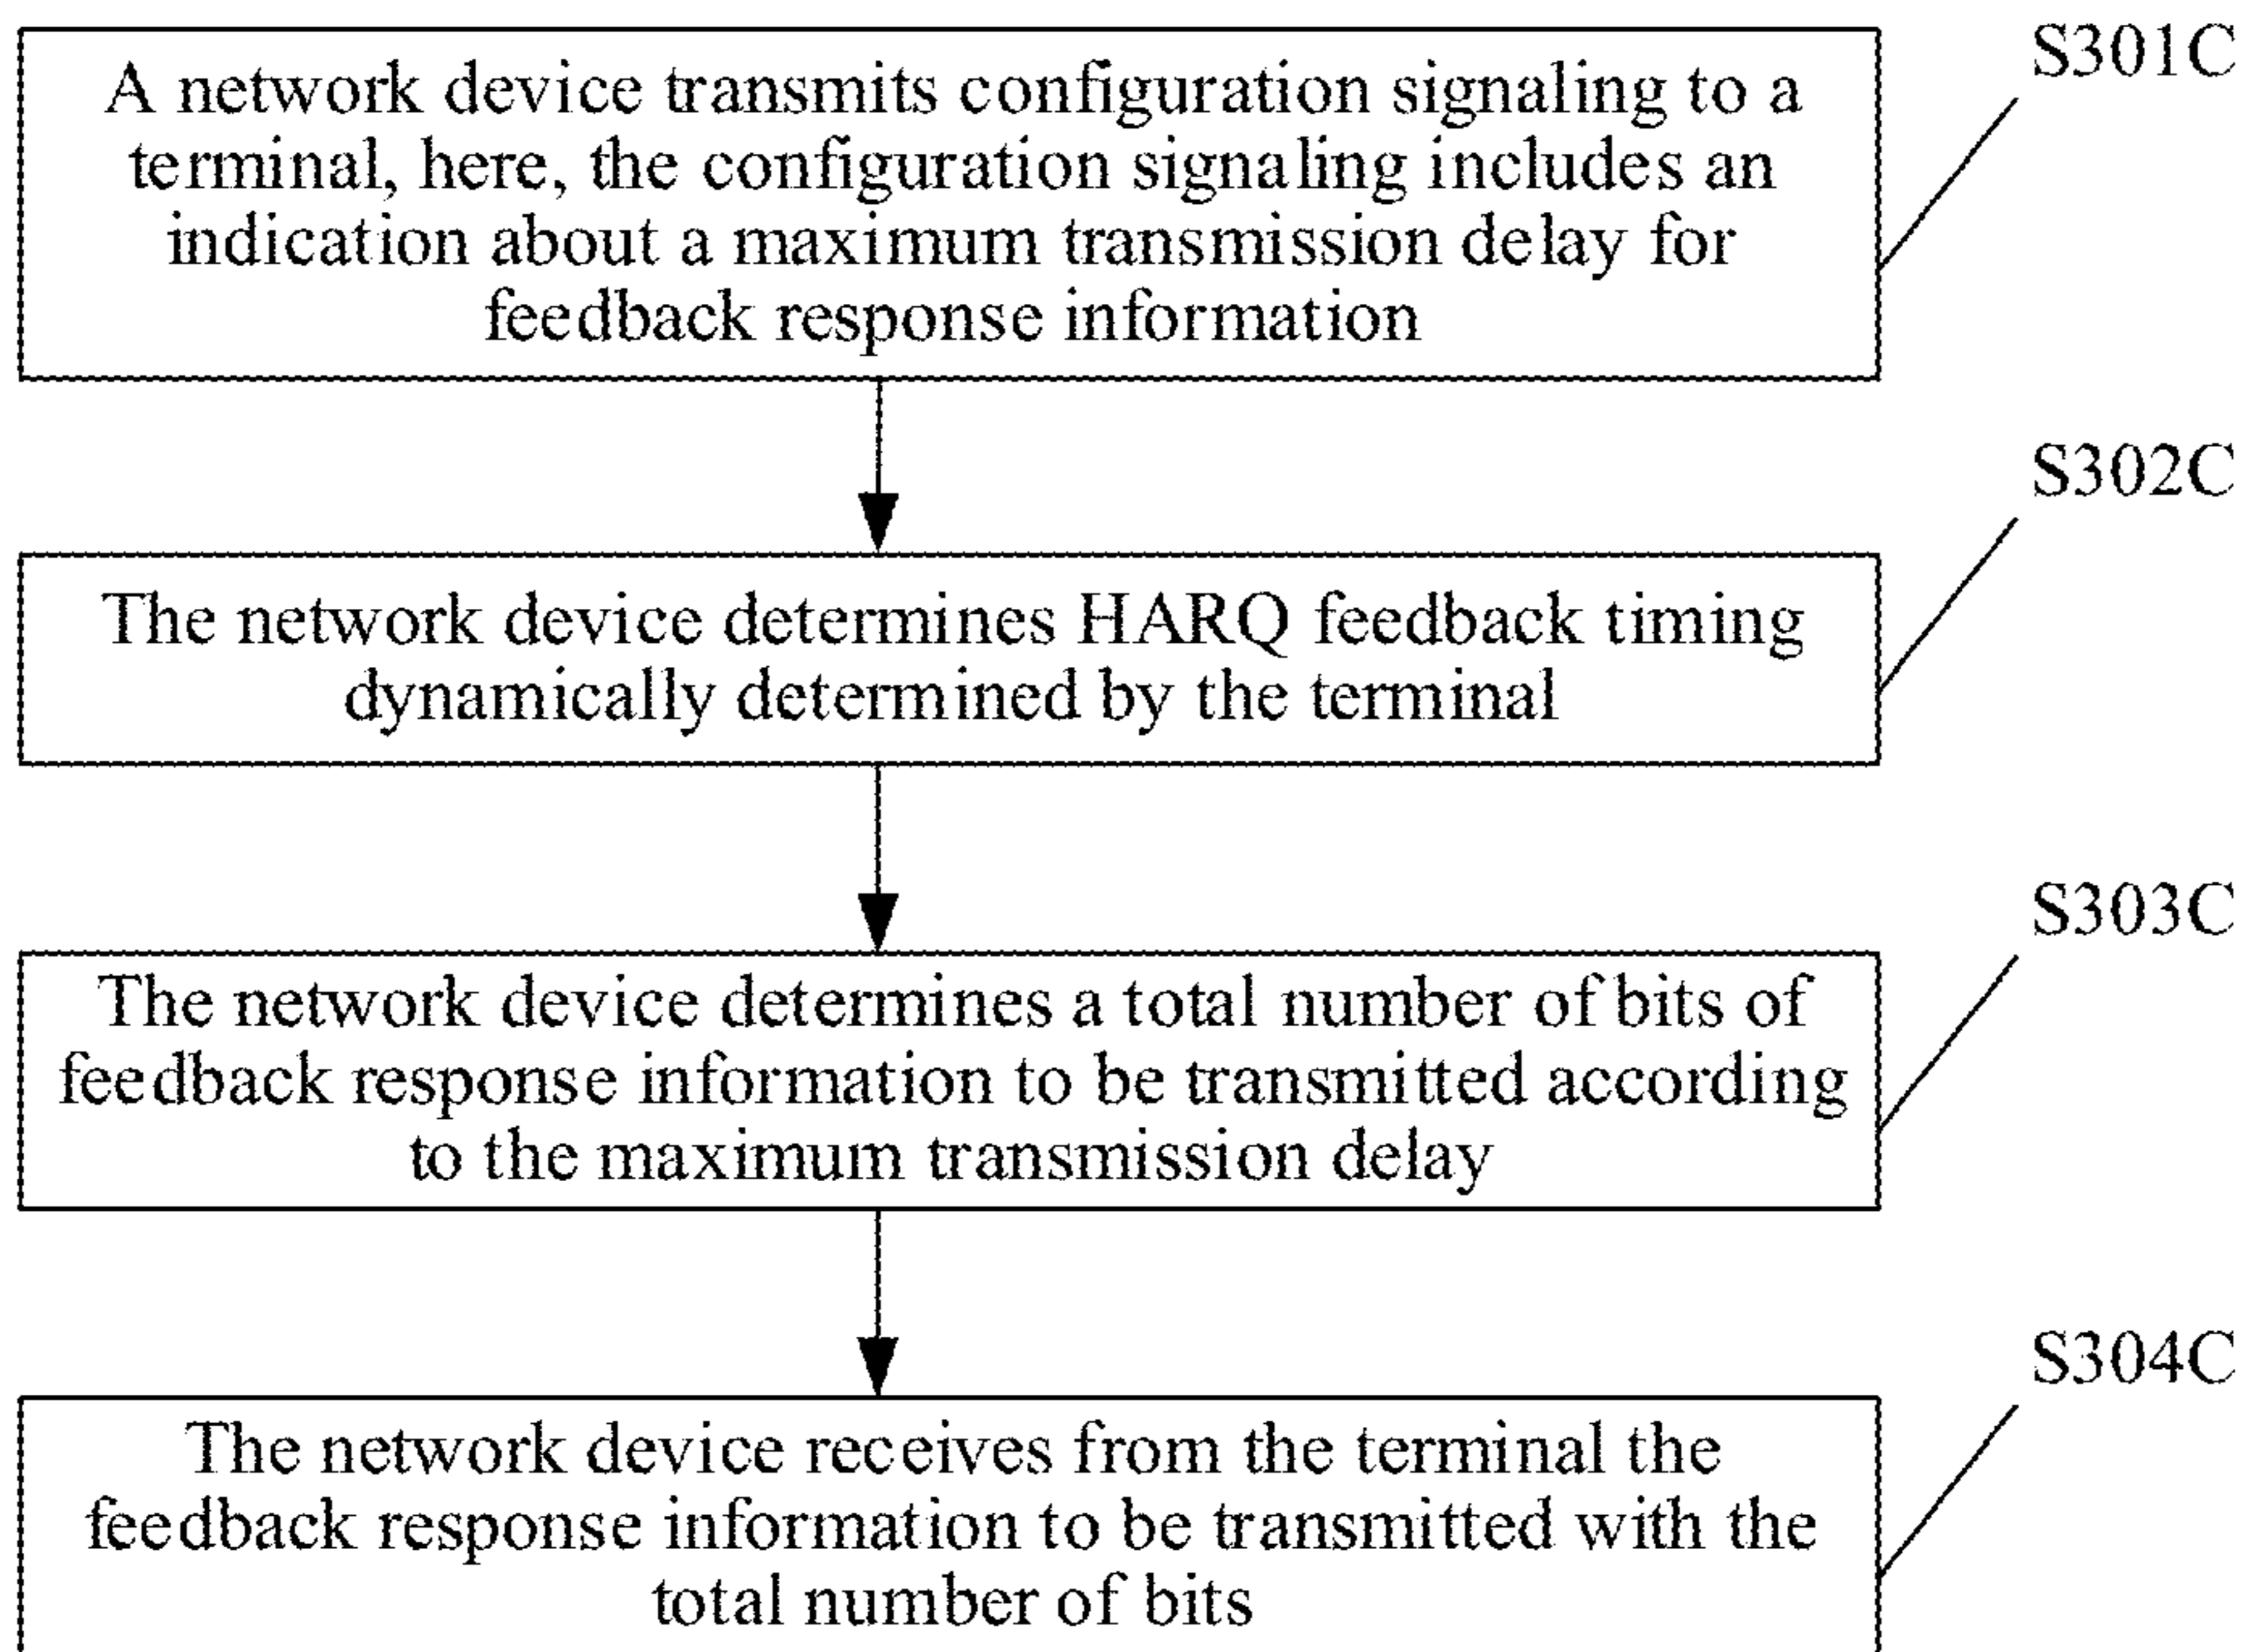 S301C
A network device transmits configuration signaling to a
terminal, here, the configuration signaling includes an
indication about a maximum transmission delay for
feedback response information
S302C
The network device determines HARQ feedback timing
dynamically determined by the terminal
S303C
The network device determines a total number of bits of
feedback response information to be transmitted according
to the maximum transmission delay
S304C
The network device receives from the terminal the
feedback response information to be transmitted with the
total number of bits